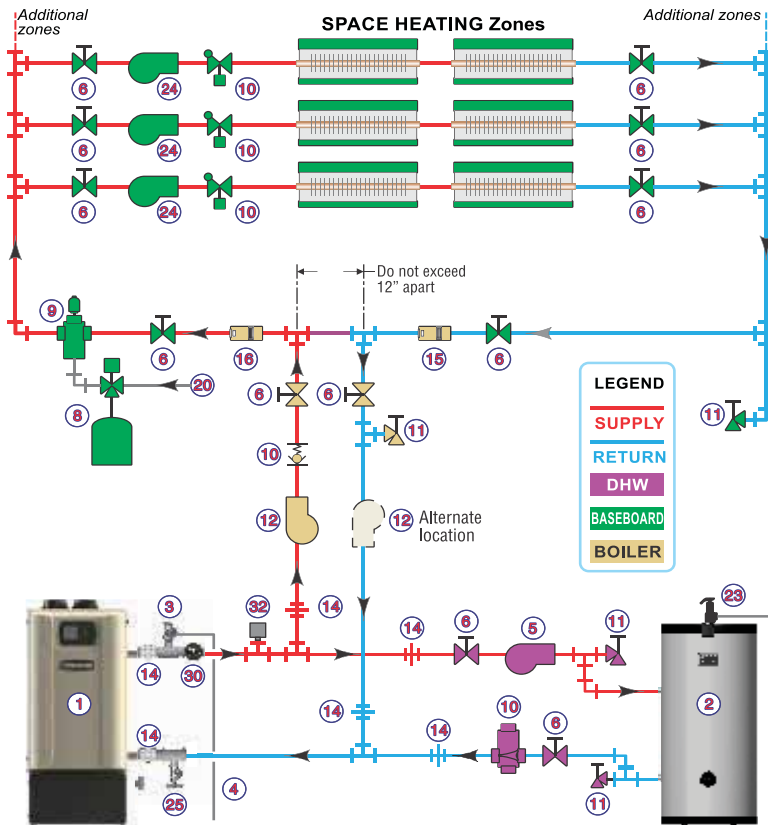 Additional zones
SPACE HEATING Zones
Additional zones
6 24 10 6
6 24 10 6
6 24 10 6
Do not exceed
12” apart
9
6 16 15 6
20
8
6 6
11
11
10
12
12 Alternate
location
LEGEND
SUPPLY
RETURN
DHW
BASEBOARD
BOILER
3 32 14 23
14 30 14 6 5 11
1 2
14 14 14 10 6
25 4 11